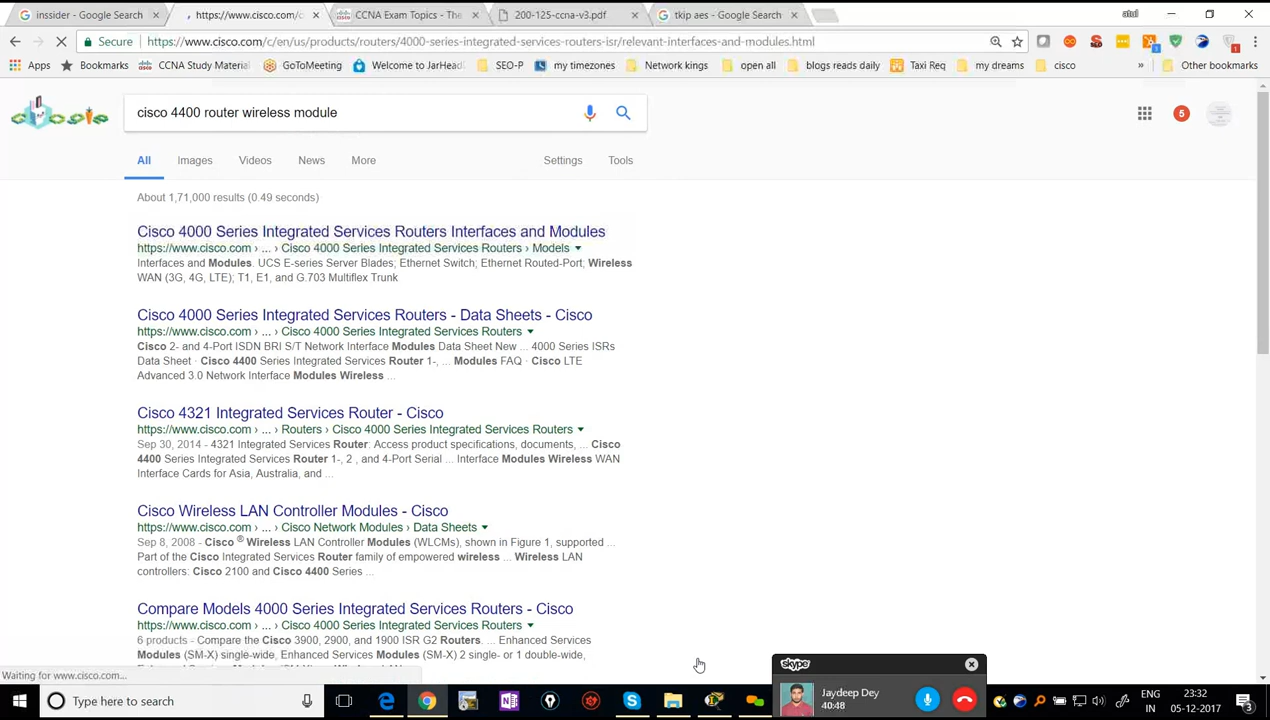 inssider - Google Search
https://www.cisco.com/c
CCNA Exam Topics - The
200-125-ccna-v3.pdf
tkip aes - Google Search
atul
Secure
https://www.cisco.com/c/en/us/products/routers/4000-series-integrated-services-routers-isr/relevant-interfaces-and-modules.html
Apps
Bookmarks
CCNA Study Material
GoToMeeting
Welcome to JarHead
SEO-P
my timezones
Network kings
open all
blogs reads daily
Taxi Req
my dreams
cisco
»
Other bookmarks
cisco 4400 router wireless module
5
All
Images
Videos
News
More
Settings
Tools
About 1,71,000 results (0.49 seconds)
Cisco 4000 Series Integrated Services Routers Interfaces and Modules
https://www.cisco.com › ... › Cisco 4000 Series Integrated Services Routers › Models
Interfaces and Modules. UCS E-series Server Blades; Ethernet Switch; Ethernet Routed-Port; Wireless
WAN (3G, 4G, LTE); T1, E1, and G.703 Multiflex Trunk
Cisco 4000 Series Integrated Services Routers - Data Sheets - Cisco
https://www.cisco.com › ... › Cisco 4000 Series Integrated Services Routers
Cisco 2- and 4-Port ISDN BRI S/T Network Interface Modules Data Sheet New ... 4000 Series ISRs
Data Sheet · Cisco 4400 Series Integrated Services Router 1-, ... Modules FAQ · Cisco LTE
Advanced 3.0 Network Interface Modules Wireless ...
Cisco 4321 Integrated Services Router - Cisco
https://www.cisco.com › ... › Routers › Cisco 4000 Series Integrated Services Routers
Sep 30, 2014 - 4321 Integrated Services Router: Access product specifications, documents, ... Cisco
4400 Series Integrated Services Router 1-, 2 , and 4-Port Serial ... Interface Modules Wireless WAN
Interface Cards for Asia, Australia, and ...
Cisco Wireless LAN Controller Modules - Cisco
https://www.cisco.com › ... › Cisco Network Modules › Data Sheets
Sep 8, 2008 - Cisco ® Wireless LAN Controller Modules (WLCMs), shown in Figure 1, supported ...
Part of the Cisco Integrated Services Router family of empowered wireless ... Wireless LAN
controllers: Cisco 2100 and Cisco 4400 Series ...
Compare Models 4000 Series Integrated Services Routers - Cisco
https://www.cisco.com › ... › Cisco 4000 Series Integrated Services Routers
6 products - Compare the Cisco 3900, 2900, and 1900 ISR G2 Routers. ... Enhanced Services
Modules (SM-X) single-wide, Enhanced Services Modules (SM-X) 2 single- or 1 double-wide,
Waiting for www.cisco.com...
skype
Jaydeep Dey
40:48
Type here to search
ENG
IN
23:32
05-12-2017
3